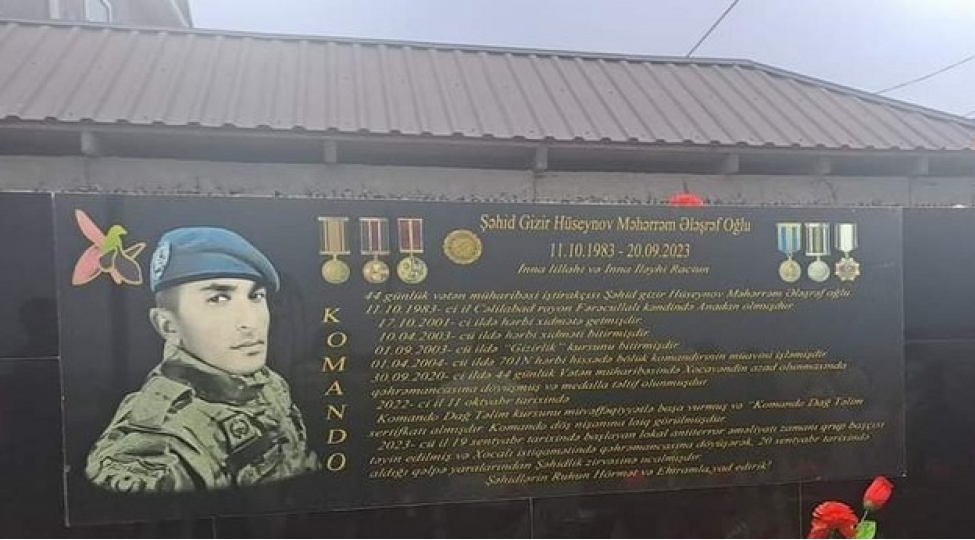 Şəhid Gizir Hüseynov Məhərrəm Ələşrəf Oğlu
11.10.1983 - 20.09.2023
İnna lilləhi və İnna İləyhi Raciun
KOMANDO
44 günlük vətən müharibəsi iştirakçısı Şəhid gizir Hüseynov Məhərrəm Ələşrəf oğlu
11.10.1983- ci il Cəlilabad rayon Fərəcullalı kəndində Anadan olmuşdur.
17.10.2001- ci ildə hərbi xidmətə getmişdir.
10.04.2003- cü ildə hərbi xidməti bitirmişdir.
01.09.2003- cü ildə "Gizirlik" kursunu bitirmişdir.
01.04.2004- cü ildə 701N hərbi hissədə bölük komandirinin müavini işləmişdir.
30.09.2020- ci ildə 44 günlük Vətən müharibəsində Xocavəndin azad olunmasında
qəhrəmancasına döyüşmüş və medalla təltif olunmuşdur.
2022- ci il 11 oktyabr tarixində
Komando Dağ Təlim kursunu müvəffəqiyyətlə başa vurmuş və "Komando Dağ Təlim
sertifkatı almışdır. Komando döş nişanına laiq görülmüşdür.
2023- cü il 19 sentyabr tarixində başlayan lokal antiterror əməliyyatı zamanı qrup başçısı
təyin edilmiş və Xocalı istiqamətində qəhrəmancasına döyüşərək, 20 sentyabr tarixində
aldığı qəlpə yaralarından Şəhidlik zirvəsinə ucalmışdır.
Şəhidlərin Ruhun Hörmət və Ehtiramla yad edirik!